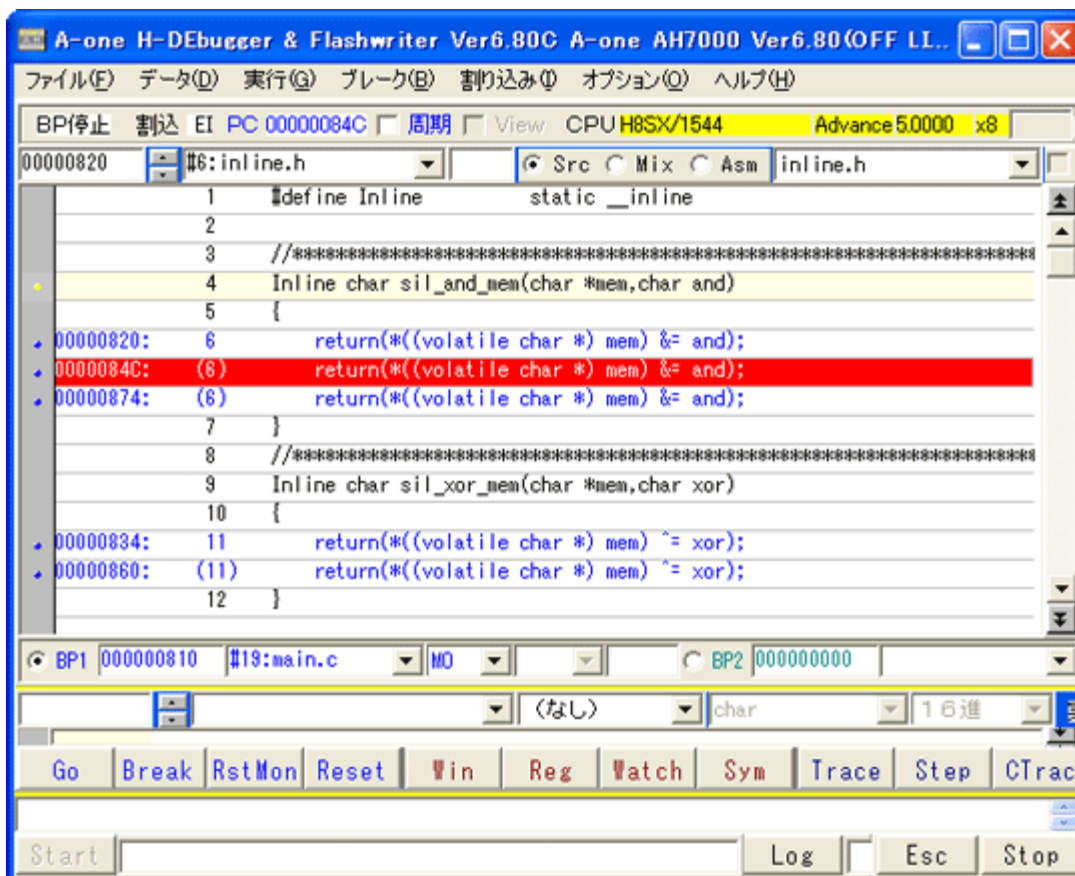 A-one H-DEbugger & Flashwriter Ver6.80C A-one AH7000 Ver6.80(OFF LI...
ファイル(F) データ(D) 実行(G) ブレーク(B) 割り込み(I) オプション(O) ヘルプ(H)
BP停止 割込 EI PC 00000084C 周期 View CPU H8SX/1544 Advance 5.0000 x8
00000820 #6:inline.h Src Mix Asm inline.h
1 #define Inline static __inline
2
3 //************************************************************************
4 Inline char sil_and_mem(char *mem,char and)
5 {
00000820: 6 return(*((volatile char *) mem) &= and);
0000084C: (6) return(*((volatile char *) mem) &= and);
00000874: (6) return(*((volatile char *) mem) &= and);
7 }
8 //************************************************************************
9 Inline char sil_xor_mem(char *mem,char xor)
10 {
00000834: 11 return(*((volatile char *) mem) ^= xor);
00000860: (11) return(*((volatile char *) mem) ^= xor);
12 }
BP1 000000810 #19:main.c MO BP2 000000000
(なし) char 16進
Go Break RstMon Reset Win Reg Watch Sym Trace Step CTrac
Start Log Esc Stop